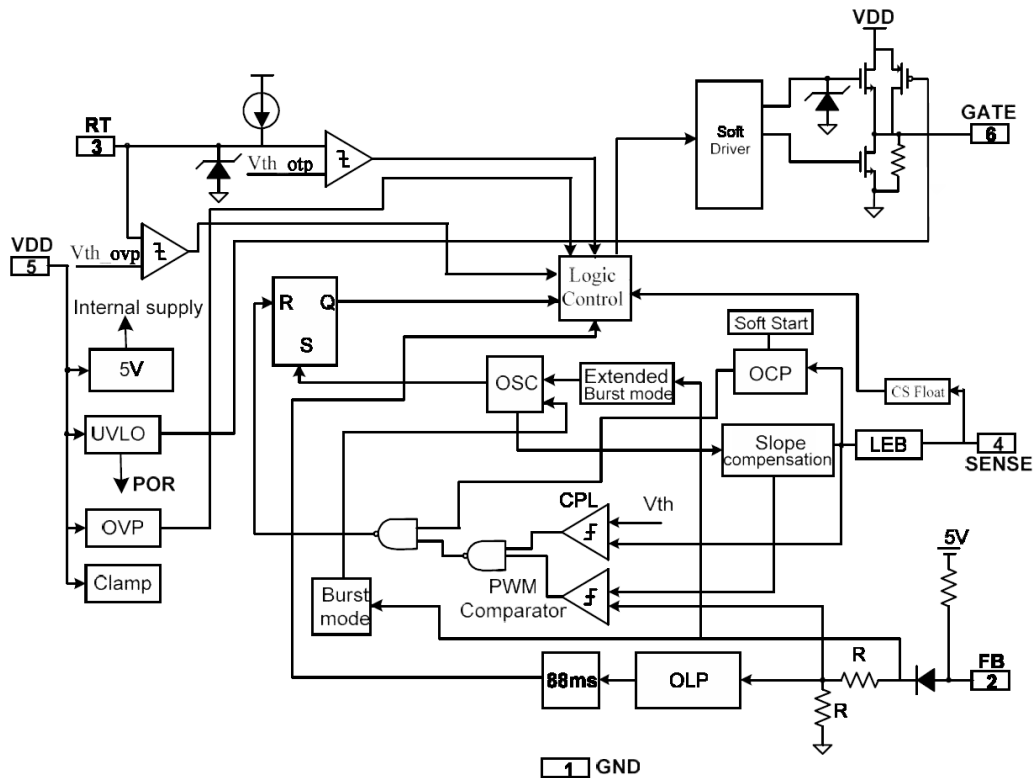 VDD
GATE
6
Soft
Driver
RT
3
Vth_otp
VDD
5
Vth_ovp
Internal supply
5V
UVLO
POR
OVP
Clamp
R
Q
S
Logic
Control
OSC
Extended
Burst mode
Soft Start
OCP
CS Float
Slope
compensation
LEB
4
SENSE
CPL
Vth
PWM
Comparator
Burst
mode
88ms
OLP
R
R
5V
FB
2
1
GND